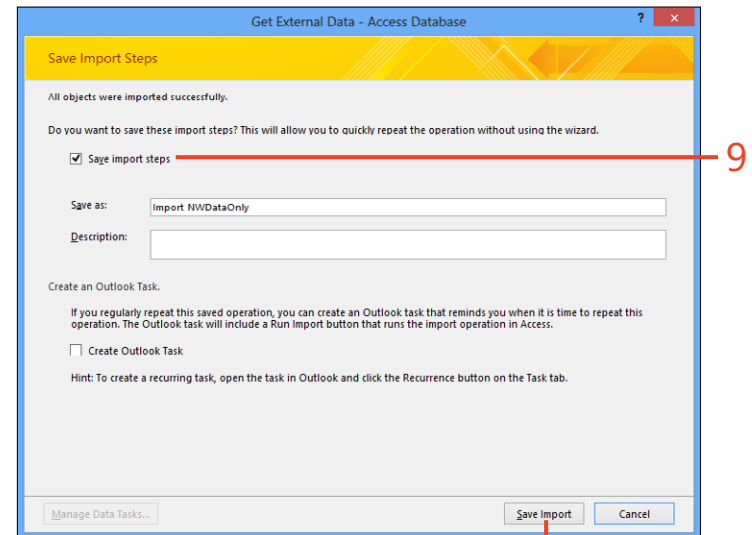 Get External Data - Access Database
?
×
Save Import Steps
All objects were imported successfully.
Do you want to save these import steps? This will allow you to quickly repeat the operation without using the wizard.
Save import steps
9
Save as:
Import NWDataOnly
Description:
Create an Outlook Task.
If you regularly repeat this saved operation, you can create an Outlook task that reminds you when it is time to repeat this
operation. The Outlook task will include a Run Import button that runs the import operation in Access.
Create Outlook Task
Hint: To create a recurring task, open the task in Outlook and click the Recurrence button on the Task tab.
Manage Data Tasks...
Save Import
Cancel